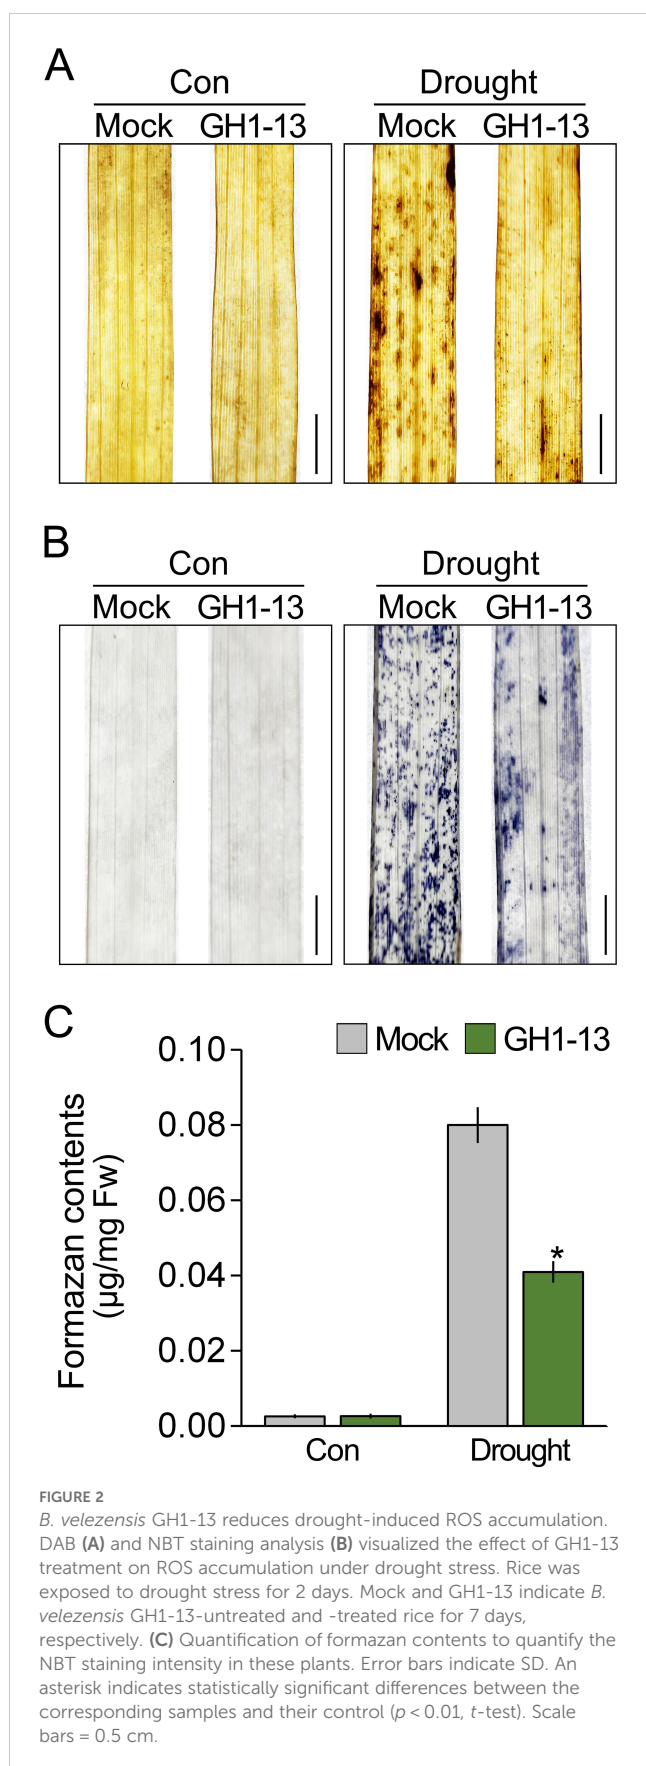 A
Con
Drought
Mock GH1-13
Mock GH1-13
B
Con
Drought
Mock GH1-13
Mock GH1-13
C
Mock GH1-13
Formazan contents
(µg/mg Fw)
0.10
0.08
0.06
0.04
0.02
0.00
*
Con
Drought
FIGURE 2
B. velezensis GH1-13 reduces drought-induced ROS accumulation.
DAB (A) and NBT staining analysis (B) visualized the effect of GH1-13
treatment on ROS accumulation under drought stress. Rice was
exposed to drought stress for 2 days. Mock and GH1-13 indicate B.
velezensis GH1-13-untreated and -treated rice for 7 days,
respectively. (C) Quantification of formazan contents to quantify the
NBT staining intensity in these plants. Error bars indicate SD. An
asterisk indicates statistically significant differences between the
corresponding samples and their control (p < 0.01, t-test). Scale
bars = 0.5 cm.